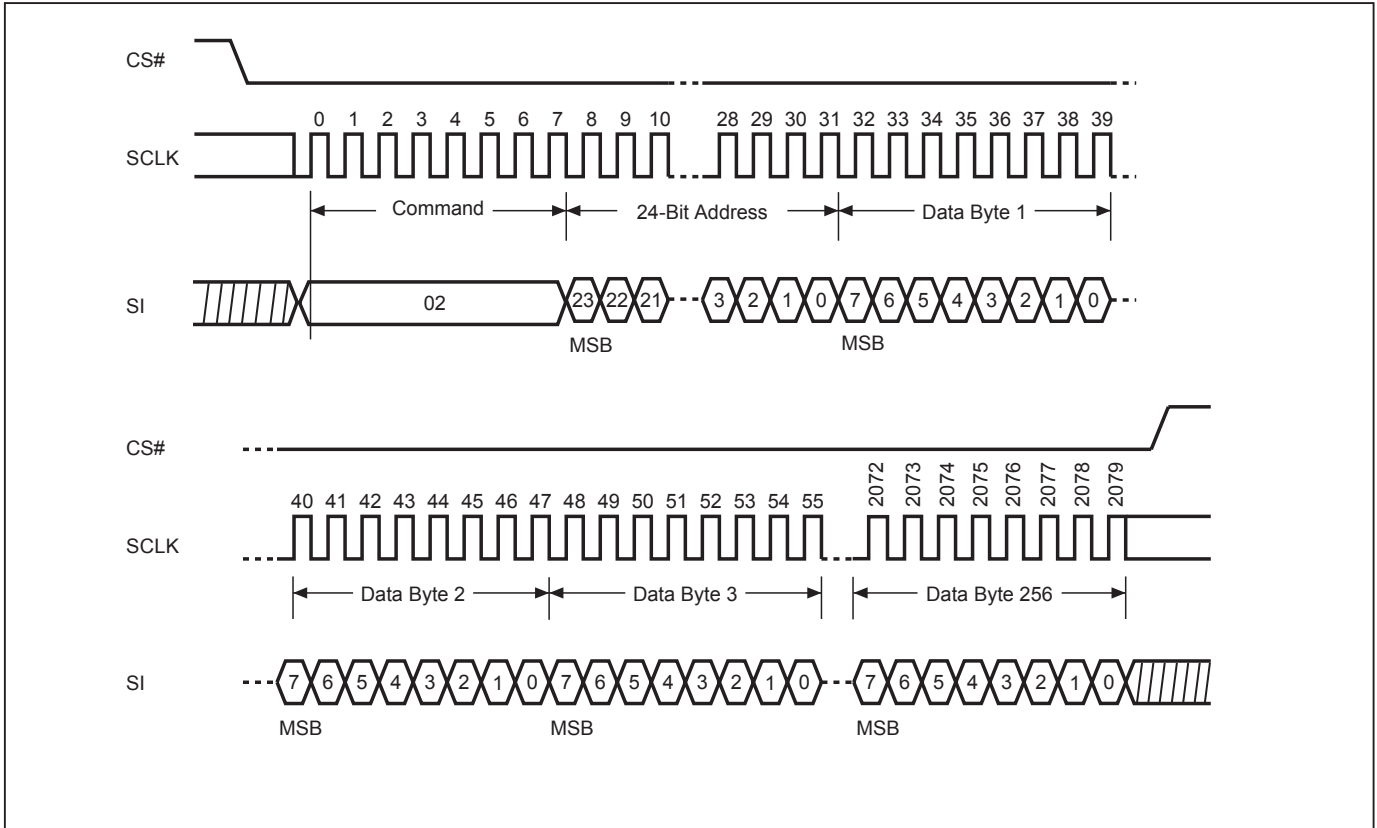 CS#
0 1 2 3 4 5 6 7 8 9 10 28 29 30 31 32 33 34 35 36 37 38 39
SCLK
Command 24-Bit Address Data Byte 1
SI 02 23 22 21 3 2 1 0 7 6 5 4 3 2 1 0
MSB MSB
CS#
40 41 42 43 44 45 46 47 48 49 50 51 52 53 54 55 2072 2073 2074 2075 2076 2077 2078 2079
SCLK
Data Byte 2 Data Byte 3 Data Byte 256
SI 7 6 5 4 3 2 1 0 7 6 5 4 3 2 1 0 7 6 5 4 3 2 1 0
MSB MSB MSB